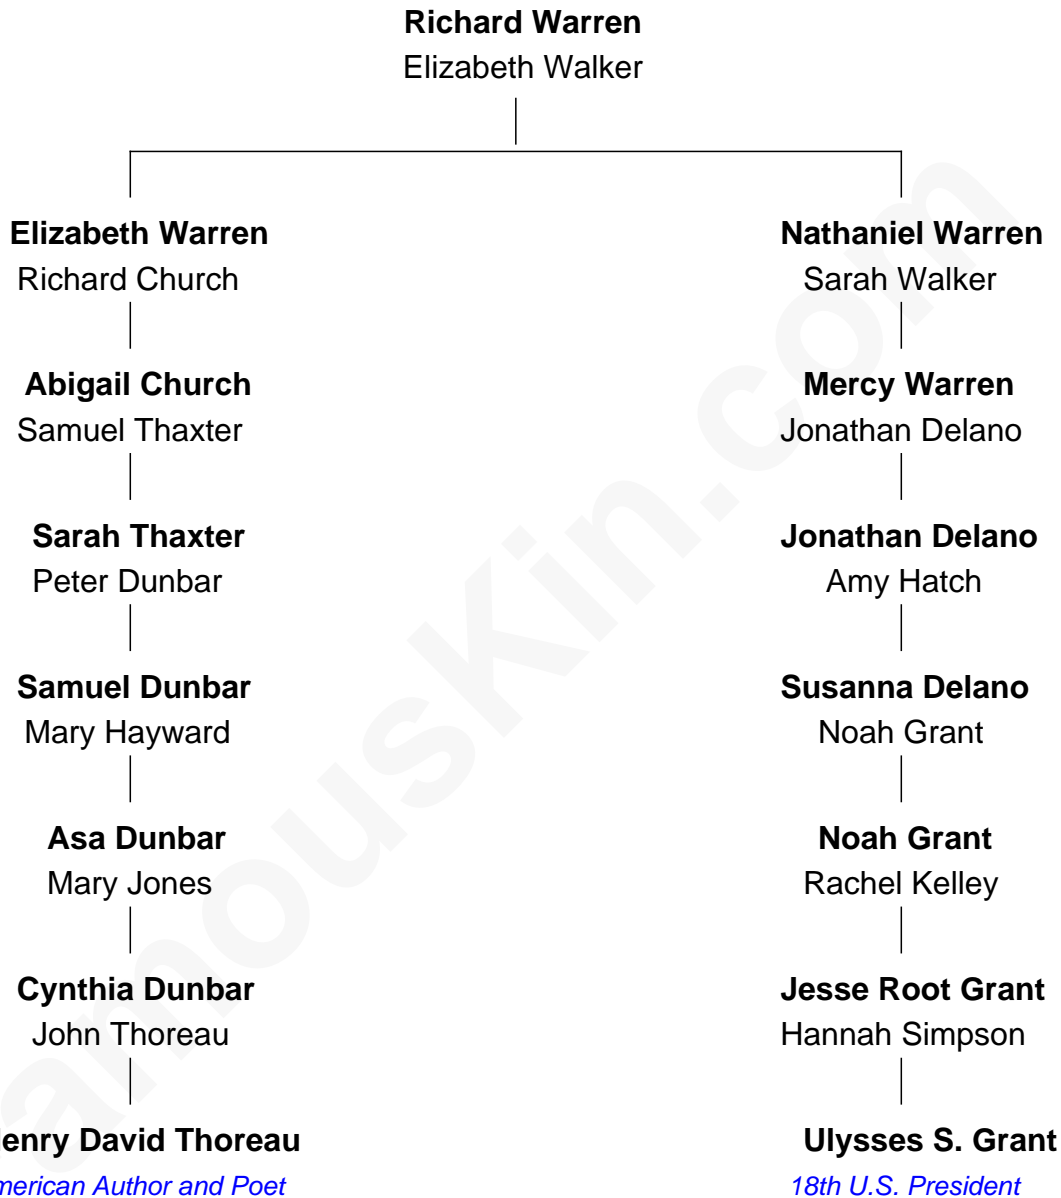 Richard Warren
Elizabeth Walker
Elizabeth Warren
Richard Church
Nathaniel Warren
Sarah Walker
Abigail Church
Samuel Thaxter
Mercy Warren
Jonathan Delano
Sarah Thaxter
Peter Dunbar
Jonathan Delano
Amy Hatch
Samuel Dunbar
Mary Hayward
Susanna Delano
Noah Grant
Asa Dunbar
Mary Jones
Noah Grant
Rachel Kelley
Cynthia Dunbar
John Thoreau
Jesse Root Grant
Hannah Simpson
enry David Thoreau
merican Author and Poet
Ulysses S. Grant
18th U.S. President
amouskin.com